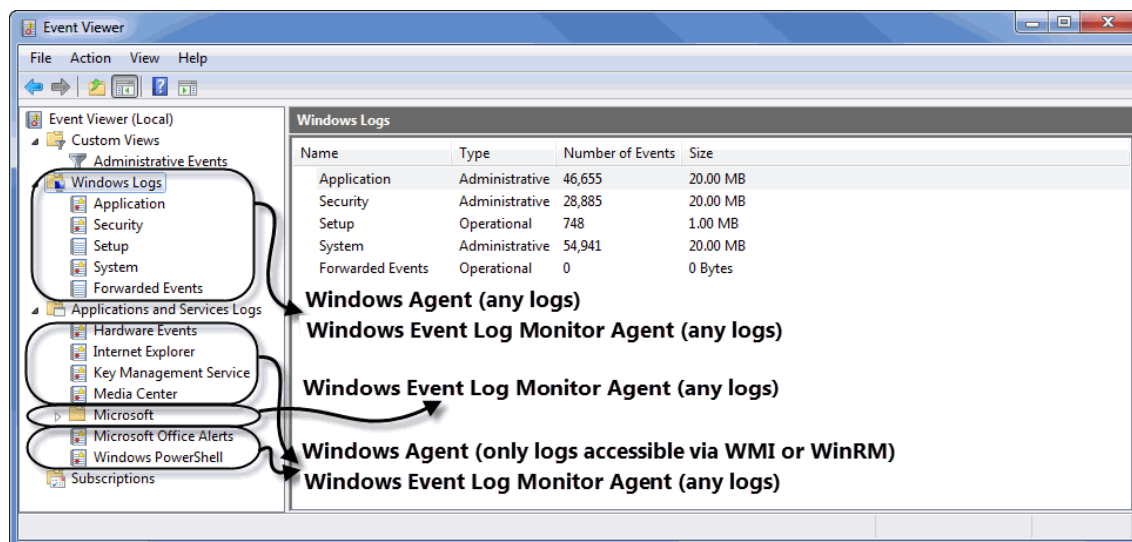 Event Viewer
File Action View Help
Event Viewer (Local)
Custom Views
Administrative Events
Windows Logs
Application
Security
Setup
System
Forwarded Events
Applications and Services Logs
Hardware Events
Internet Explorer
Key Management Service
Media Center
Microsoft
Microsoft Office Alerts
Windows PowerShell
Subscriptions
Windows Logs
Name Type Number of Events Size
Application Administrative 46,655 20.00 MB
Security Administrative 28,885 20.00 MB
Setup Operational 748 1.00 MB
System Administrative 54,941 20.00 MB
Forwarded Events Operational 0 0 Bytes
Windows Agent (any logs)
Windows Event Log Monitor Agent (any logs)
Windows Event Log Monitor Agent (any logs)
Windows Agent (only logs accessible via WMI or WinRM)
Windows Event Log Monitor Agent (any logs)